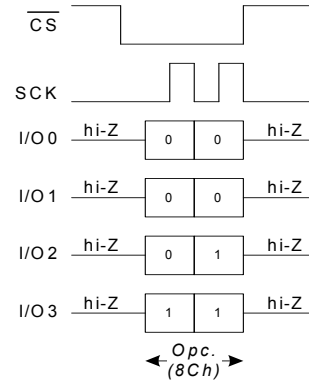 CS
SCK
I/O 0 hi-Z 0 0 hi-Z
I/O 1 hi-Z 0 0 hi-Z
I/O 2 hi-Z 0 1 hi-Z
I/O 3 hi-Z 1 1 hi-Z
Opc.
(8Ch)